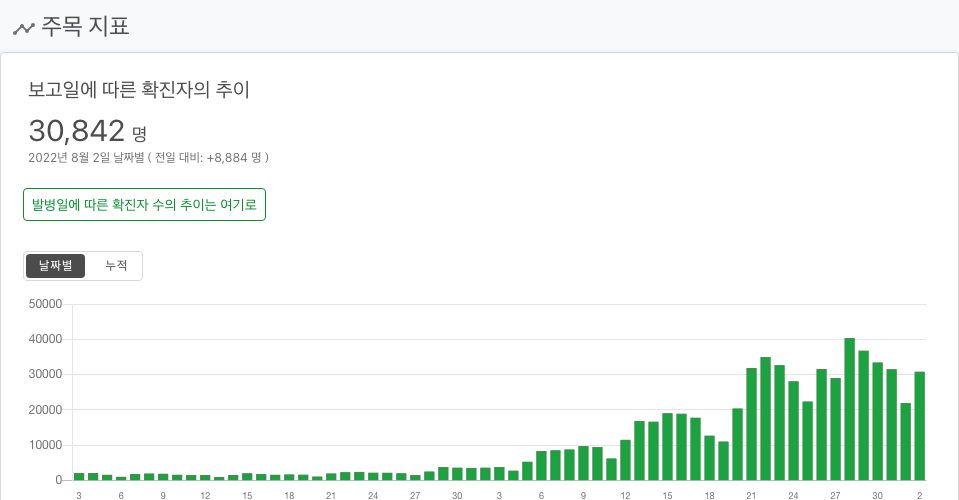 주목 지표
보고일에 따른 확진자의 추이
30,842 명
2022년 8월 2일 날짜별 ( 전일 대비: +8,884 명 )
발병일에 따른 확진자 수의 추이는 여기로
날짜별 누적
50000
40000
30000
20000
10000
0
3 6 9 12 15 18 21 24 27 30 3 6 9 12 15 18 21 24 27 30 2